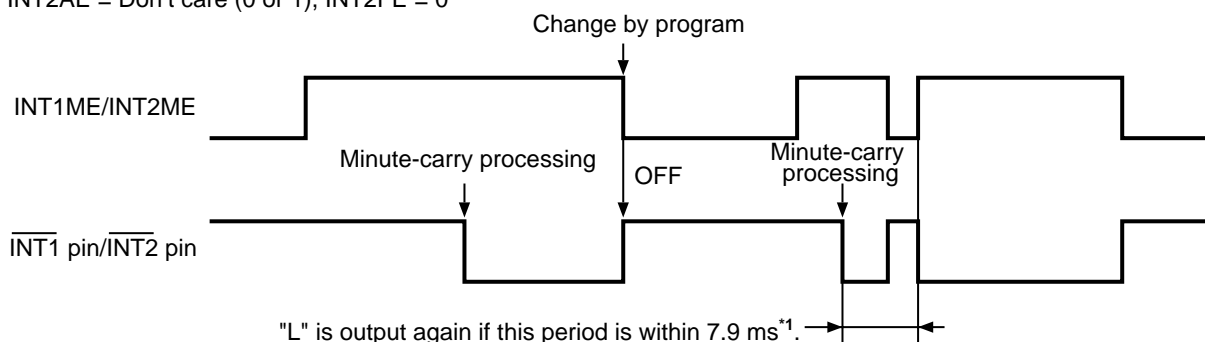 INT2AE = Don't care (0 or 1), INT2FE = 0
Change by program
INT1ME/INT2ME
Minute-carry processing
OFF
Minute-carry
processing
INT1 pin/INT2 pin
"L" is output again if this period is within 7.9 ms*1.